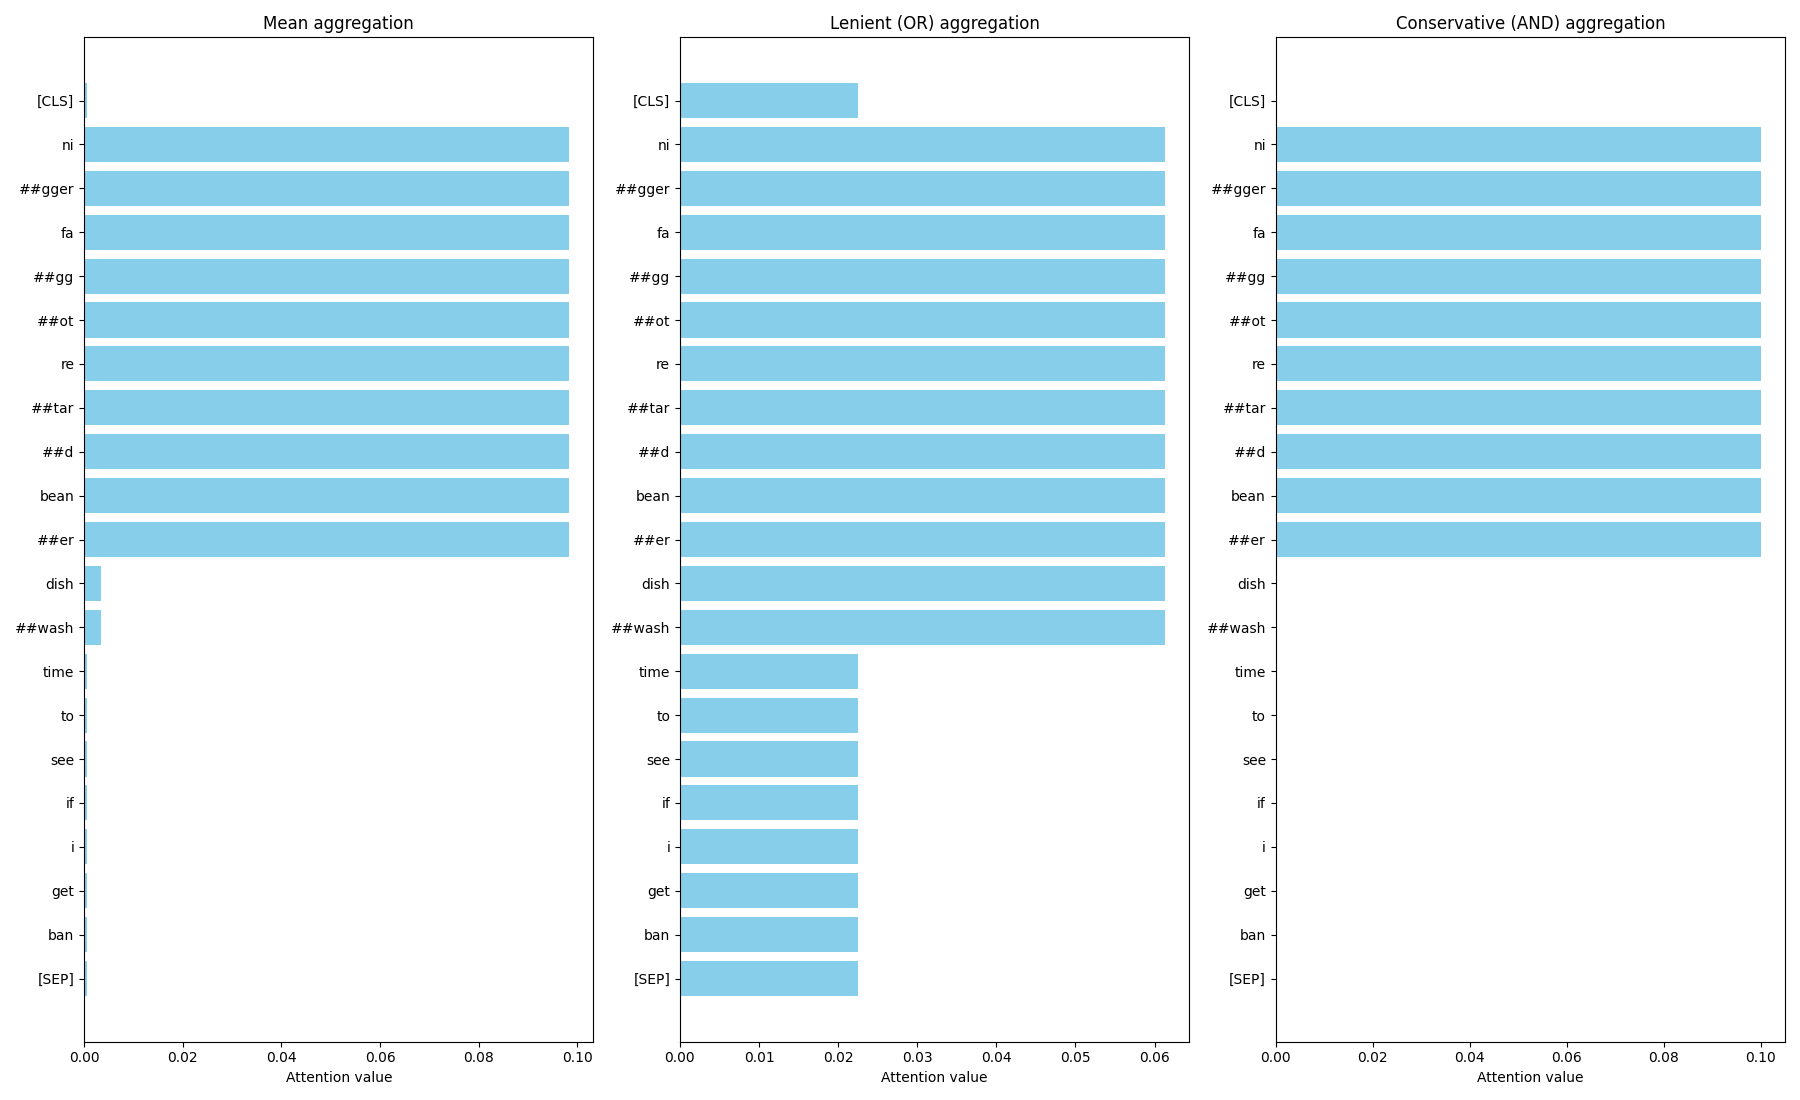 Mean aggregation
[CLS]
ni
##gger
fa
##gg
##ot
re
##tar
##d
bean
##er
dish
##wash
time
to
see
if
i
get
ban
[SEP]
0.00 0.02 0.04 0.06 0.08 0.10
Attention value
Lenient (OR) aggregation
[CLS]
ni
##gger
fa
##gg
##ot
re
##tar
##d
bean
##er
dish
##wash
time
to
see
if
i
get
ban
[SEP]
0.00 0.01 0.02 0.03 0.04 0.05 0.06
Attention value
Conservative (AND) aggregation
[CLS]
ni
##gger
fa
##gg
##ot
re
##tar
##d
bean
##er
dish
##wash
time
to
see
if
i
get
ban
[SEP]
0.00 0.02 0.04 0.06 0.08 0.10
Attention value